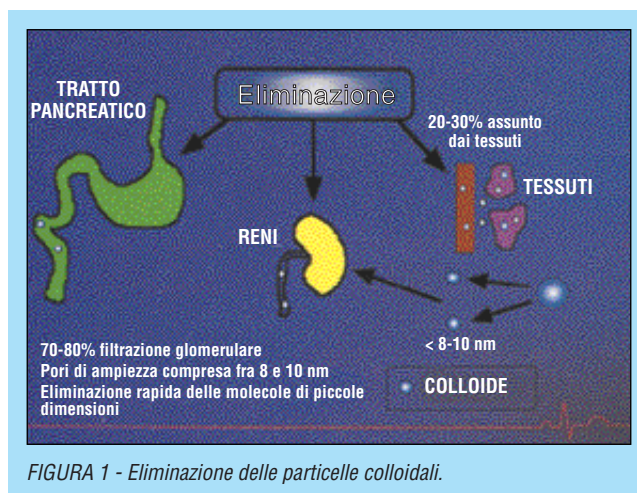 Eliminazione
TRATTO
PANCREATICO
20-30% assunto
dai tessuti
TESSUTI
RENI
< 8-10 nm
70-80% filtrazione glomerulare
Pori di ampiezza compresa fra 8 e 10 nm
Eliminazione rapida delle molecole di piccole
dimensioni
COLLOIDE
FIGURA 1 - Eliminazione delle particelle colloidali.